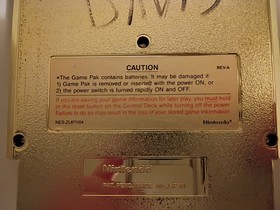 DAVIS
CAUTION
REV-A
•The Game Pak contains batteries. It may be damaged if:
1) Game Pak is removed or inserted with the power ON, or
2) the power switch is turned rapidly ON and OFF.
If you are saving your game information for later play, you must hold
in the reset button on the Control Deck while turning off the power.
Failure to do so may result in the loss of your stored game information.
Nintendo
Nintendo